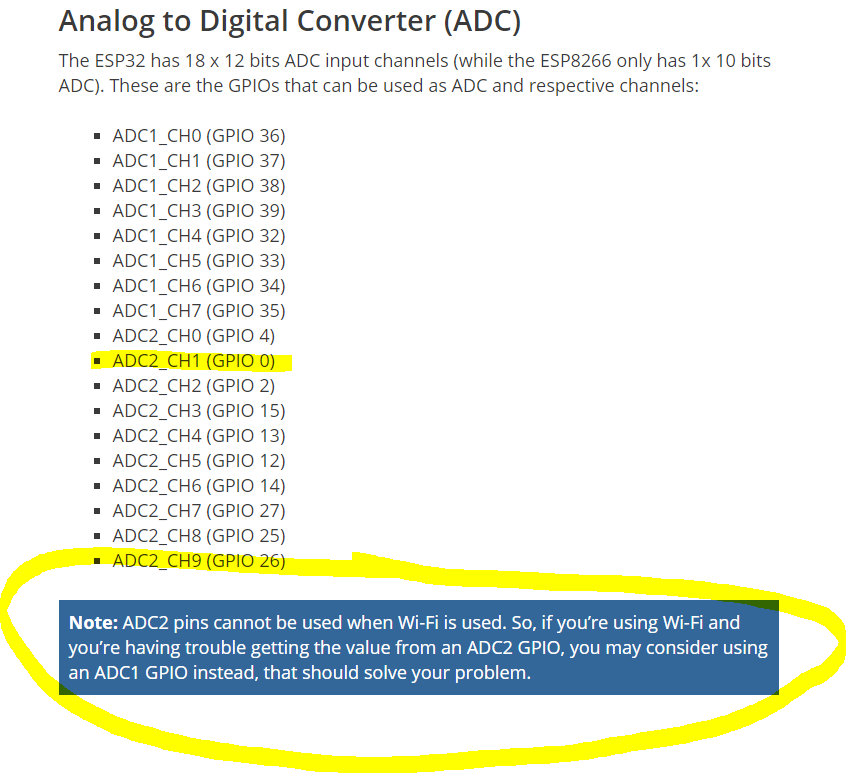 Analog to Digital Converter (ADC)
The ESP32 has 18 x 12 bits ADC input channels (while the ESP8266 only has 1x 10 bits
ADC). These are the GPIOs that can be used as ADC and respective channels:
▪ ADC1_CH0 (GPIO 36)
▪ ADC1_CH1 (GPIO 37)
▪ ADC1_CH2 (GPIO 38)
▪ ADC1_CH3 (GPIO 39)
▪ ADC1_CH4 (GPIO 32)
▪ ADC1_CH5 (GPIO 33)
▪ ADC1_CH6 (GPIO 34)
▪ ADC1_CH7 (GPIO 35)
▪ ADC2_CH0 (GPIO 4)
▪ ADC2_CH1 (GPIO 0)
▪ ADC2_CH2 (GPIO 2)
▪ ADC2_CH3 (GPIO 15)
▪ ADC2_CH4 (GPIO 13)
▪ ADC2_CH5 (GPIO 12)
▪ ADC2_CH6 (GPIO 14)
▪ ADC2_CH7 (GPIO 27)
▪ ADC2_CH8 (GPIO 25)
▪ ADC2_CH9 (GPIO 26)
Note: ADC2 pins cannot be used when Wi-Fi is used. So, if you’re using Wi-Fi and
you’re having trouble getting the value from an ADC2 GPIO, you may consider using
an ADC1 GPIO instead, that should solve your problem.